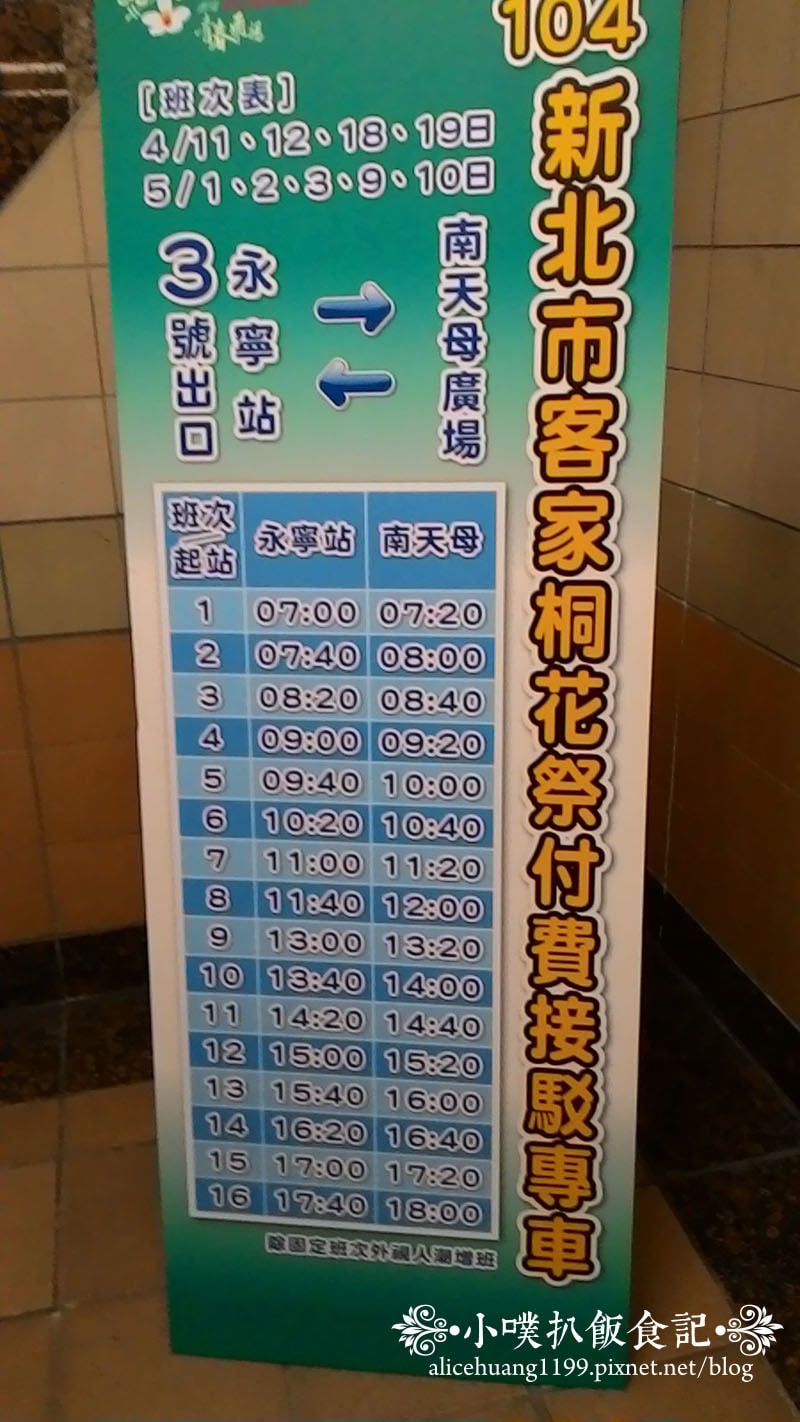 104新北市客家桐花祭付費接駁專車
[班次表]
4/11、12、18、19日
5/1、2、3、9、10日
南天母廣場
永寧站
3號出口
班次 起站 永寧站 南天母
1 07:00 07:20
2 07:40 08:00
3 08:20 08:40
4 09:00 09:20
5 09:40 10:00
6 10:20 10:40
7 11:00 11:20
8 11:40 12:00
9 13:00 13:20
10 13:40 14:00
11 14:20 14:40
12 15:00 15:20
13 15:40 16:00
14 16:20 16:40
15 17:00 17:20
16 17:40 18:00
除固定班次外視人潮增班
小噗扒飯食記
alicehuang1199.pixnet.net/blog